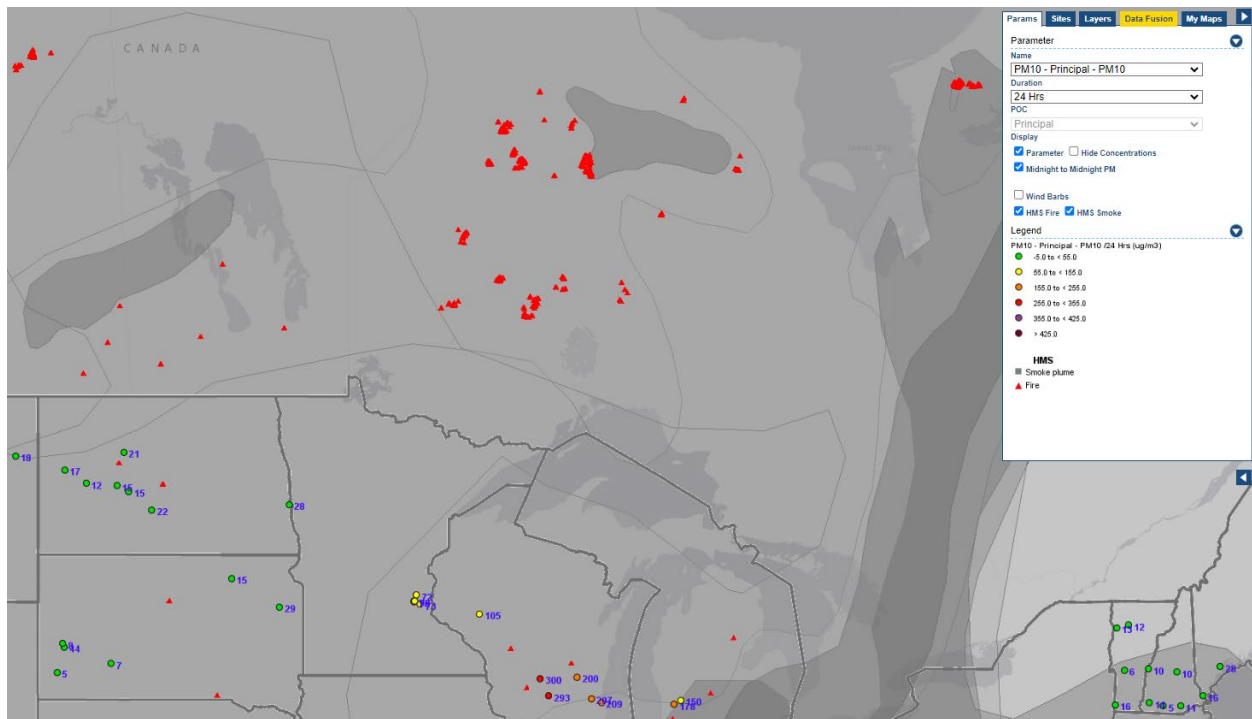 Params Sites Layers Data Fusion My Maps
Parameter
Name
PM10 - Principal - PM10
Duration
24 Hrs
POC
Principal
Display
Parameter Hide Concentrations
Midnight to Midnight PM
Wind Barbs
HMS Fire HMS Smoke
Legend
PM10 - Principal - PM10 /24 Hrs (ug/m3)
-5.0 to < 55.0
55.0 to < 155.0
155.0 to < 255.0
255.0 to < 355.0
355.0 to < 425.0
> 425.0
HMS
Smoke plume
Fire
CANADA
18
21
17
12
15
15
22
28
15
29
14
7
5
72
73
105
300
293
200
207
209
150
178
13
12
6
10
10
28
16
16
5
11